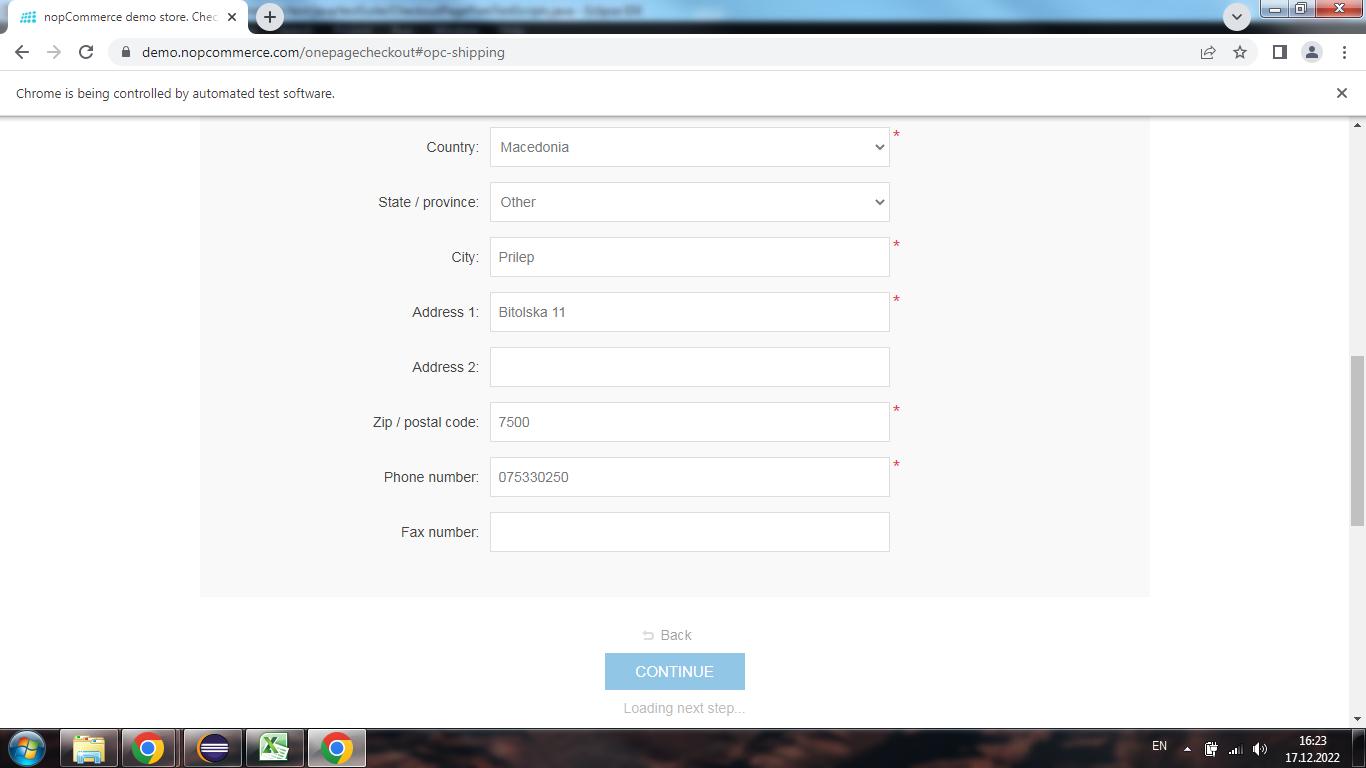 nopCommerce demo store. Chec
demo.nopcommerce.com/onepagecheckout#opc-shipping
Chrome is being controlled by automated test software.
Country: Macedonia *
State / province: Other
City: Prilep *
Address 1: Bitolska 11 *
Address 2:
Zip / postal code: 7500 *
Phone number: 075330250 *
Fax number:
Back
CONTINUE
Loading next step...
EN
16:23
17.12.2022